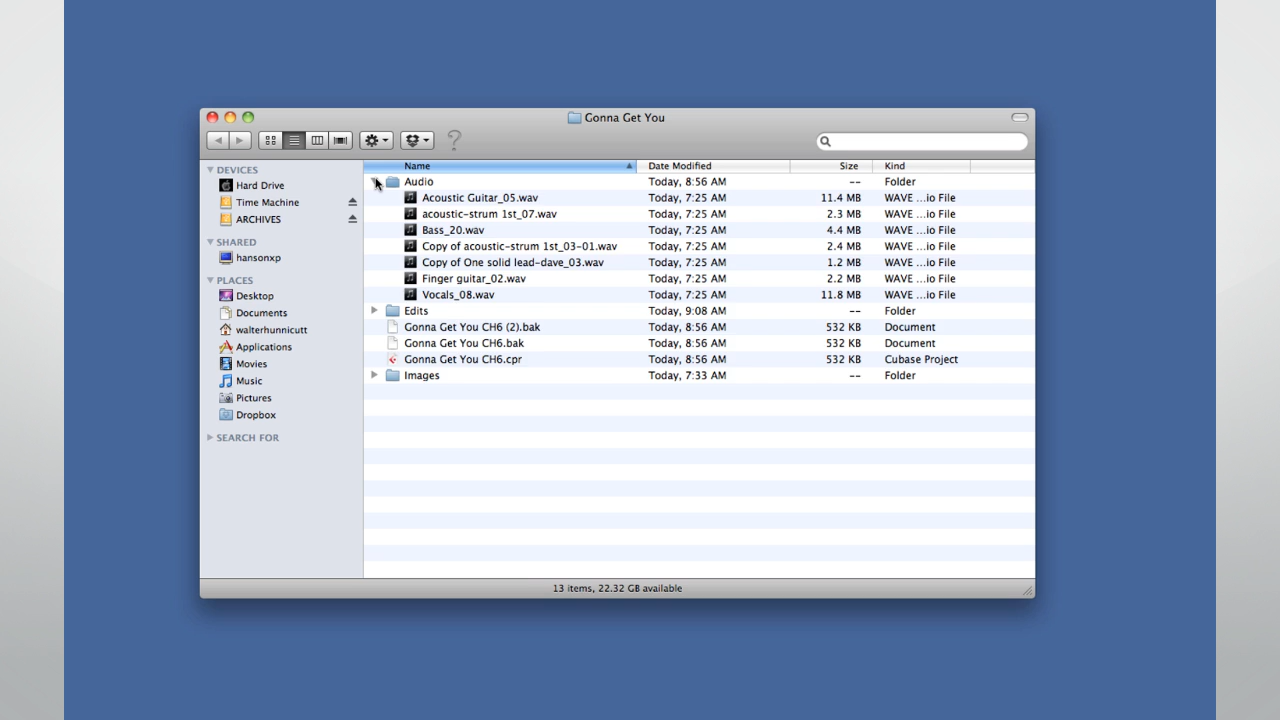 Gonna Get You
?
DEVICES
Hard Drive
Time Machine
ARCHIVES
SHARED
hansonxp
PLACES
Desktop
Documents
walterhunnicutt
Applications
Movies
Music
Pictures
Dropbox
SEARCH FOR
Name Date Modified Size Kind
Audio Today, 8:56 AM -- Folder
Acoustic Guitar_05.wav Today, 7:25 AM 11.4 MB WAVE ...io File
acoustic-strum 1st_07.wav Today, 7:25 AM 2.3 MB WAVE ...io File
Bass_20.wav Today, 7:25 AM 4.4 MB WAVE ...io File
Copy of acoustic-strum 1st_03-01.wav Today, 7:25 AM 2.4 MB WAVE ...io File
Copy of One solid lead-dave_03.wav Today, 7:25 AM 1.2 MB WAVE ...io File
Finger guitar_02.wav Today, 7:25 AM 2.2 MB WAVE ...io File
Vocals_08.wav Today, 7:25 AM 11.8 MB WAVE ...io File
Edits Today, 9:08 AM -- Folder
Gonna Get You CH6 (2).bak Today, 8:56 AM 532 KB Document
Gonna Get You CH6.bak Today, 8:56 AM 532 KB Document
Gonna Get You CH6.cpr Today, 8:56 AM 532 KB Cubase Project
Images Today, 7:33 AM -- Folder
13 items, 22.32 GB available